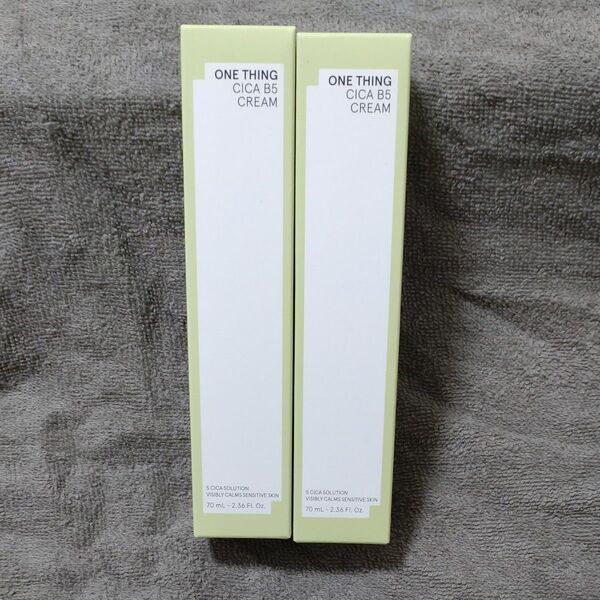 ONE THING
CICA B5
CREAM
5 CICA SOLUTION
VISIBLY CALMS SENSITIVE SKIN
70 mL - 2.36 Fl. Oz.
ONE THING
CICA B5
CREAM
5 CICA SOLUTION
VISIBLY CALMS SENSITIVE SKIN
70 mL - 2.36 Fl. Oz.